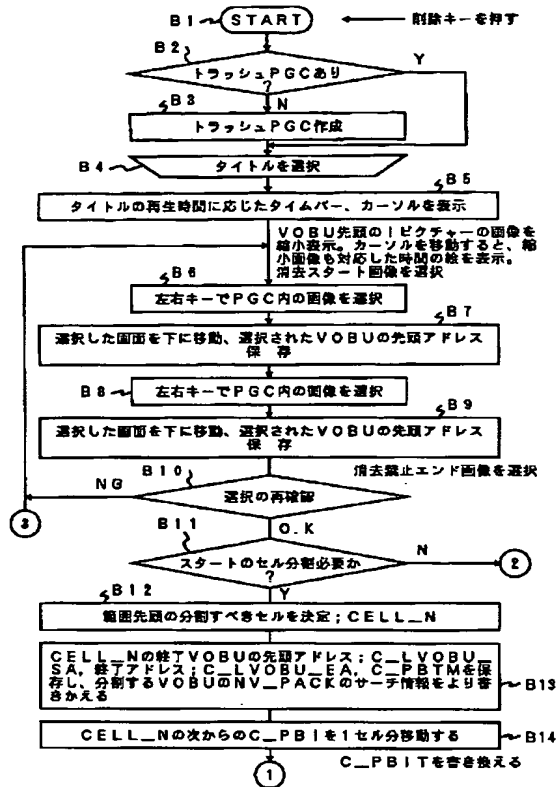 B1
START
削除キーを押す
B2
トラッシュPGCあり
?
Y
N
B3
トラッシュPGC作成
B4
タイトルを選択
B5
タイトルの再生時間に応じたタイムバー、カーソルを表示
VOBU先頭のIピクチャーの画像を
縮小表示。カーソルを移動すると、縮
小画像も対応した時間の絵を表示。
消去スタート画像を選択
B6
左右キーでPGC内の画像を選択
B7
選択した画面を下に移動、選択されたVOBUの先頭アドレス
保 存
B8
左右キーでPGC内の画像を選択
B9
選択した画面を下に移動、選択されたVOBUの先頭アドレス
保 存
消去禁止エンド画像を選択
B10
NG
選択の再確認
3
O.K
B11
スタートのセル分割必要か
?
N
2
Y
B12
範囲先頭の分割すべきセルを決定;CELL_N
CELL_Nの終了VOBUの先頭アドレス;C_LVOBU_
SA,終了アドレス;C_LVOBU_EA,C_PBTMを保
存し、分割するVOBUのNV_PACKのサーチ情報をより書
きかえる
B13
CELL_Nの次からのC_PBIを1セル分移動する
B14
C_PBITを書き換える
1